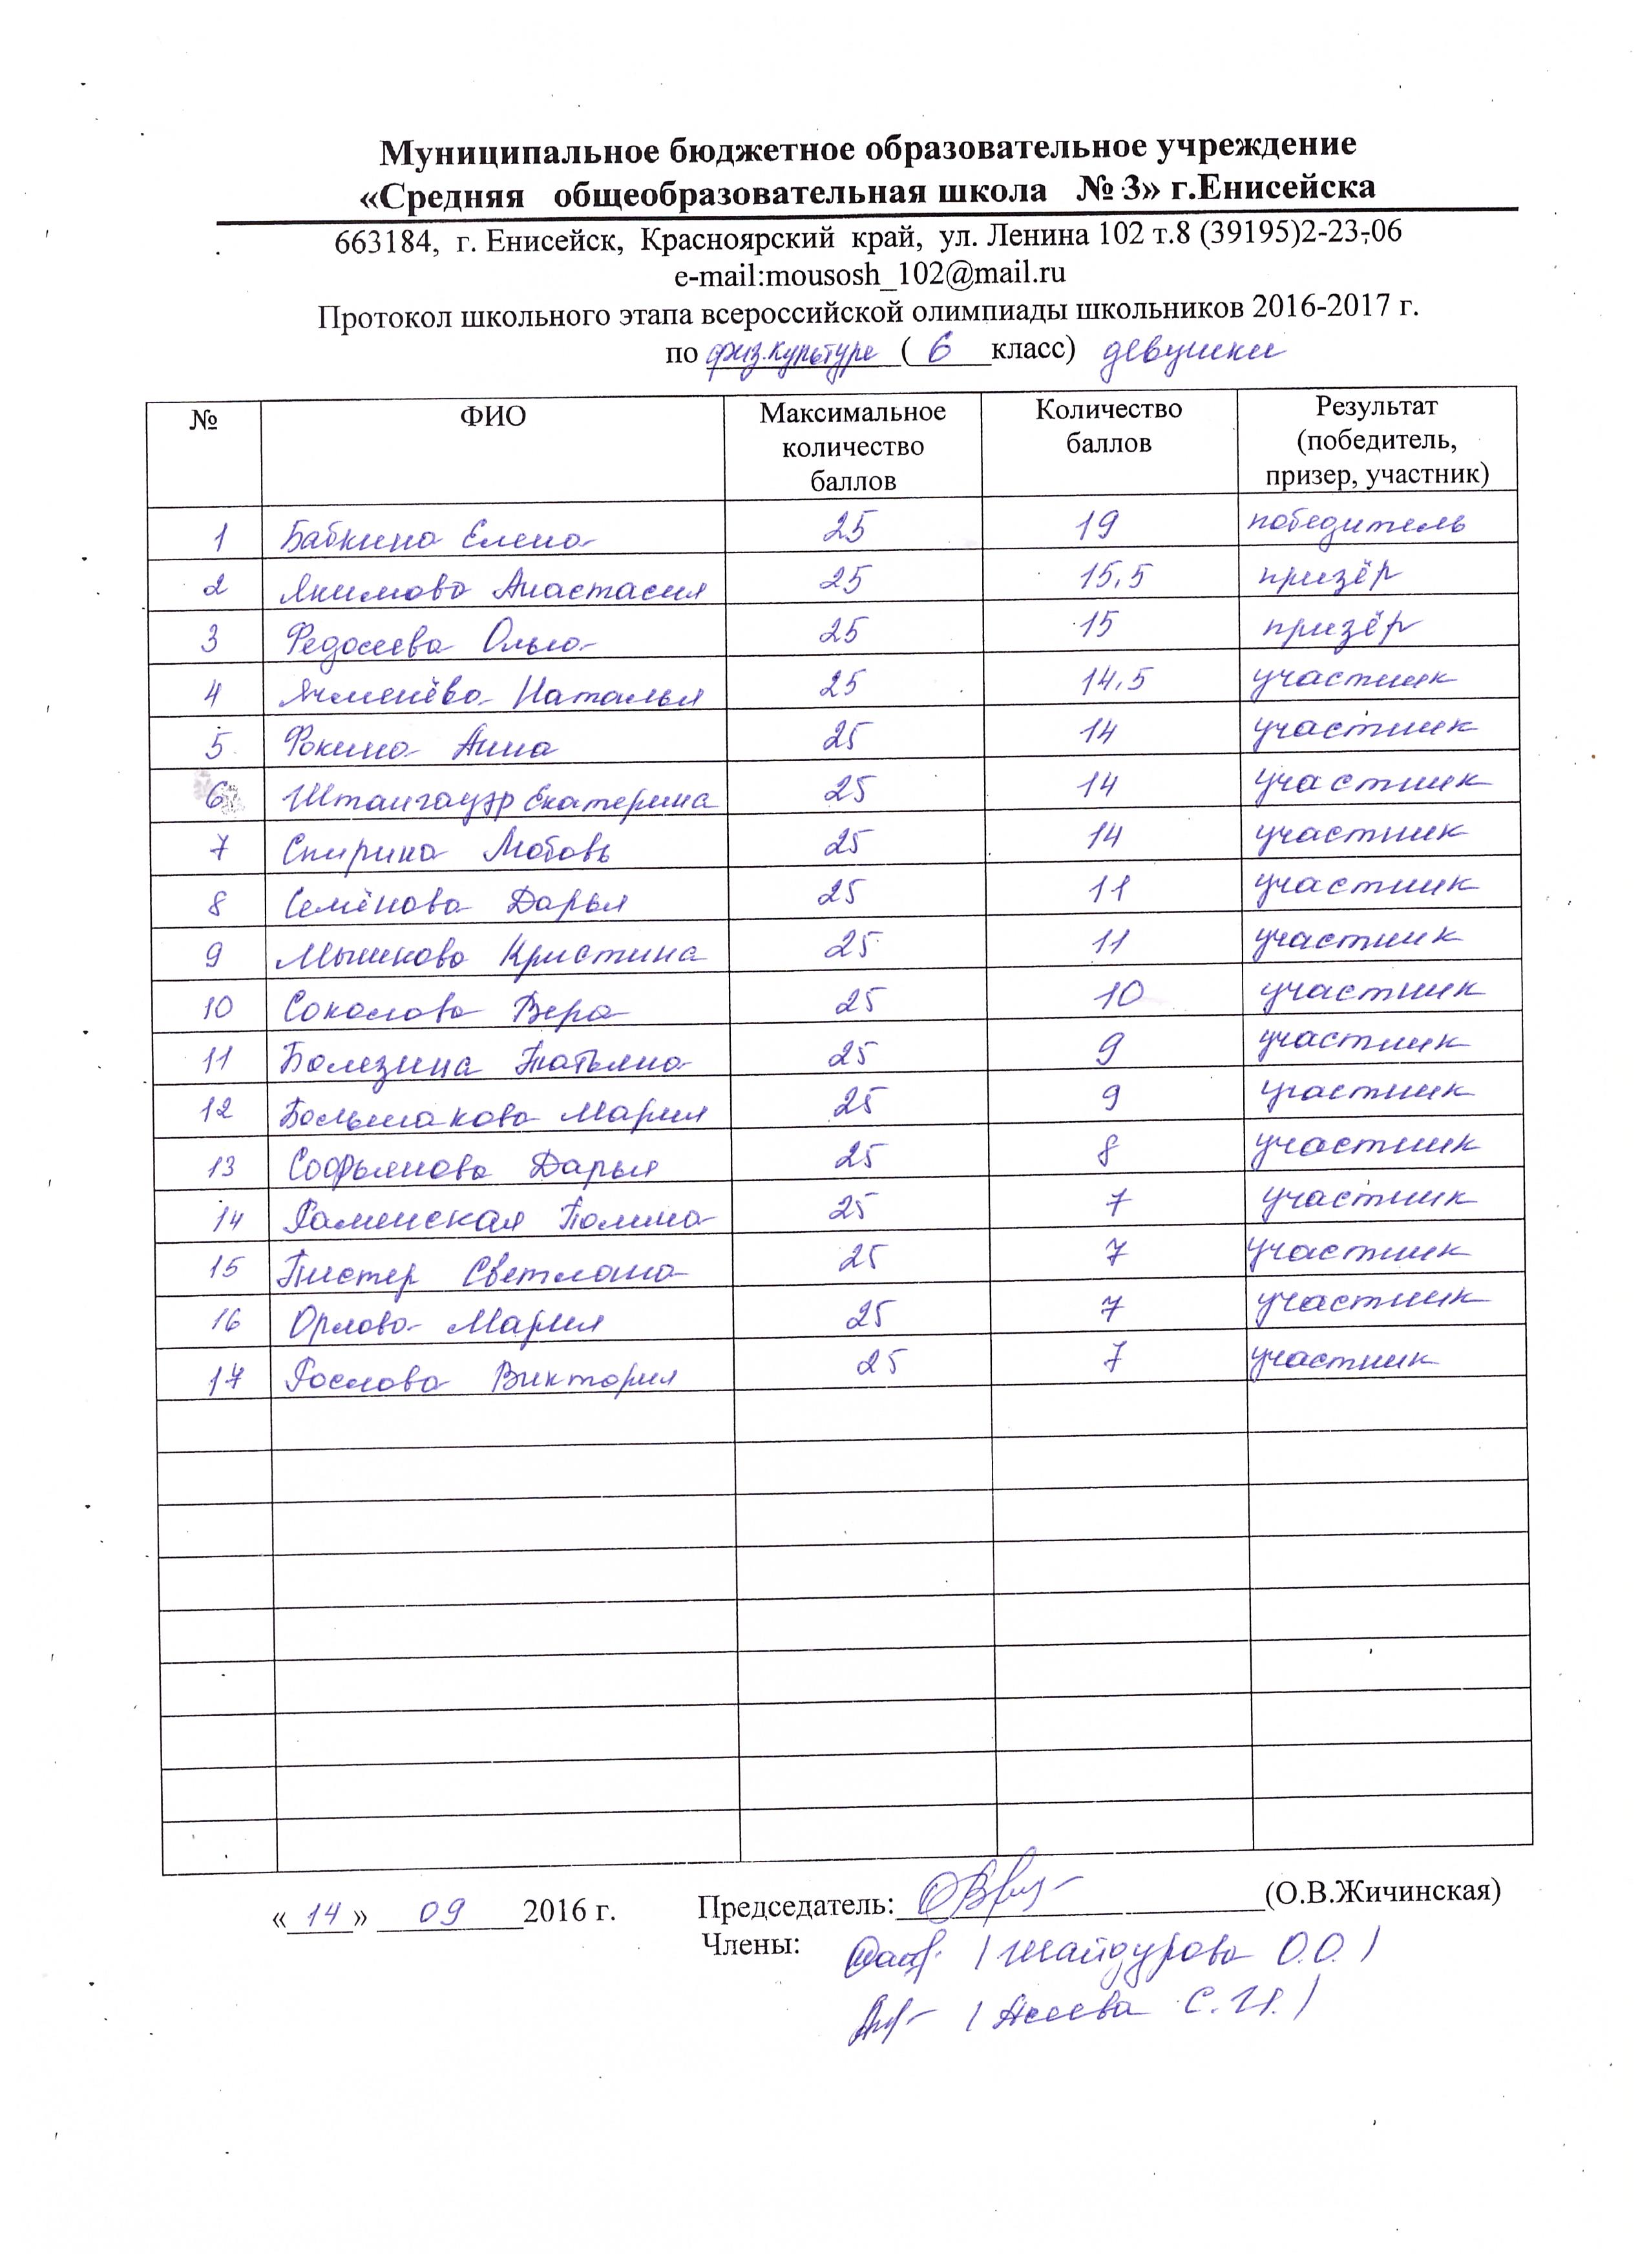 Муниципальное бюджетное образовательное учреждение
«Средняя общеобразовательная школа № 3» г.Енисейска
663184, г. Енисейск, Красноярский край, ул. Ленина 102 т.8 (39195)2-23-06
e-mail:mousosh_102@mail.ru
Протокол школьного этапа всероссийской олимпиады школьников 2016-2017 г.
по физ.культуре ( 6 класс) девушки
№ ФИО Максимальное количество баллов Количество баллов Результат (победитель, призер, участник)
1 Бабкина Елена 25 19 победитель
2 Якимова Анастасия 25 15,5 призёр
3 Федосеева Ольга 25 15 призёр
4 Ячменёва Наталья 25 14,5 участник
5 Фокина Анна 25 14 участник
6 Штангауэр Екатерина 25 14 участник
7 Спирина Любовь 25 14 участник
8 Семёнова Дарья 25 11 участник
9 Мышкова Кристина 25 11 участник
10 Соколова Вера 25 10 участник
11 Болезина Татьяна 25 9 участник
12 Большакова Мария 25 9 участник
13 Софьянова Дарья 25 8 участник
14 Раменская Полина 25 7 участник
15 Пистер Светлана 25 7 участник
16 Орлова Мария 25 7 участник
17 Рослова Виктория 25 7 участник
«14» 09 2016 г. Председатель: (О.В.Жичинская)
Члены: / Шайдурова О.О. /
/ Асеева С. /